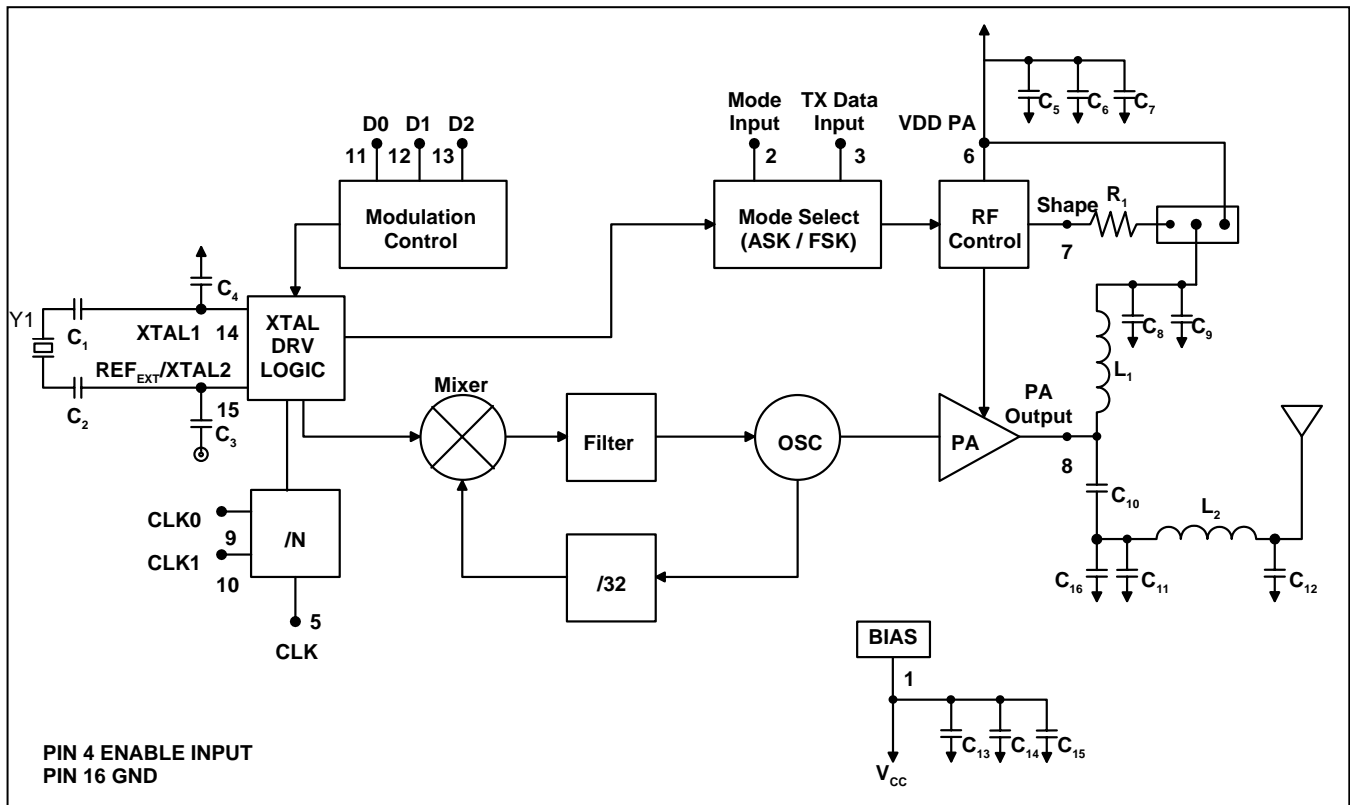 C5
C6
C7
Mode
Input
TX Data
Input
VDD PA
D0
D1
D2
11
12
13
2
3
6
Modulation
Control
Mode Select
(ASK / FSK)
RF
Control
Shape
R1
7
C4
Y1
C1
XTAL1
14
XTAL
DRV
LOGIC
C8
C9
REFEXT/XTAL2
L1
C2
15
C3
Mixer
Filter
OSC
PA
PA
Output
8
C10
L2
CLK0
9
/N
CLK1
10
/32
C16
C11
C12
5
CLK
BIAS
1
C13
C14
C15
VCC
PIN 4 ENABLE INPUT
PIN 16 GND